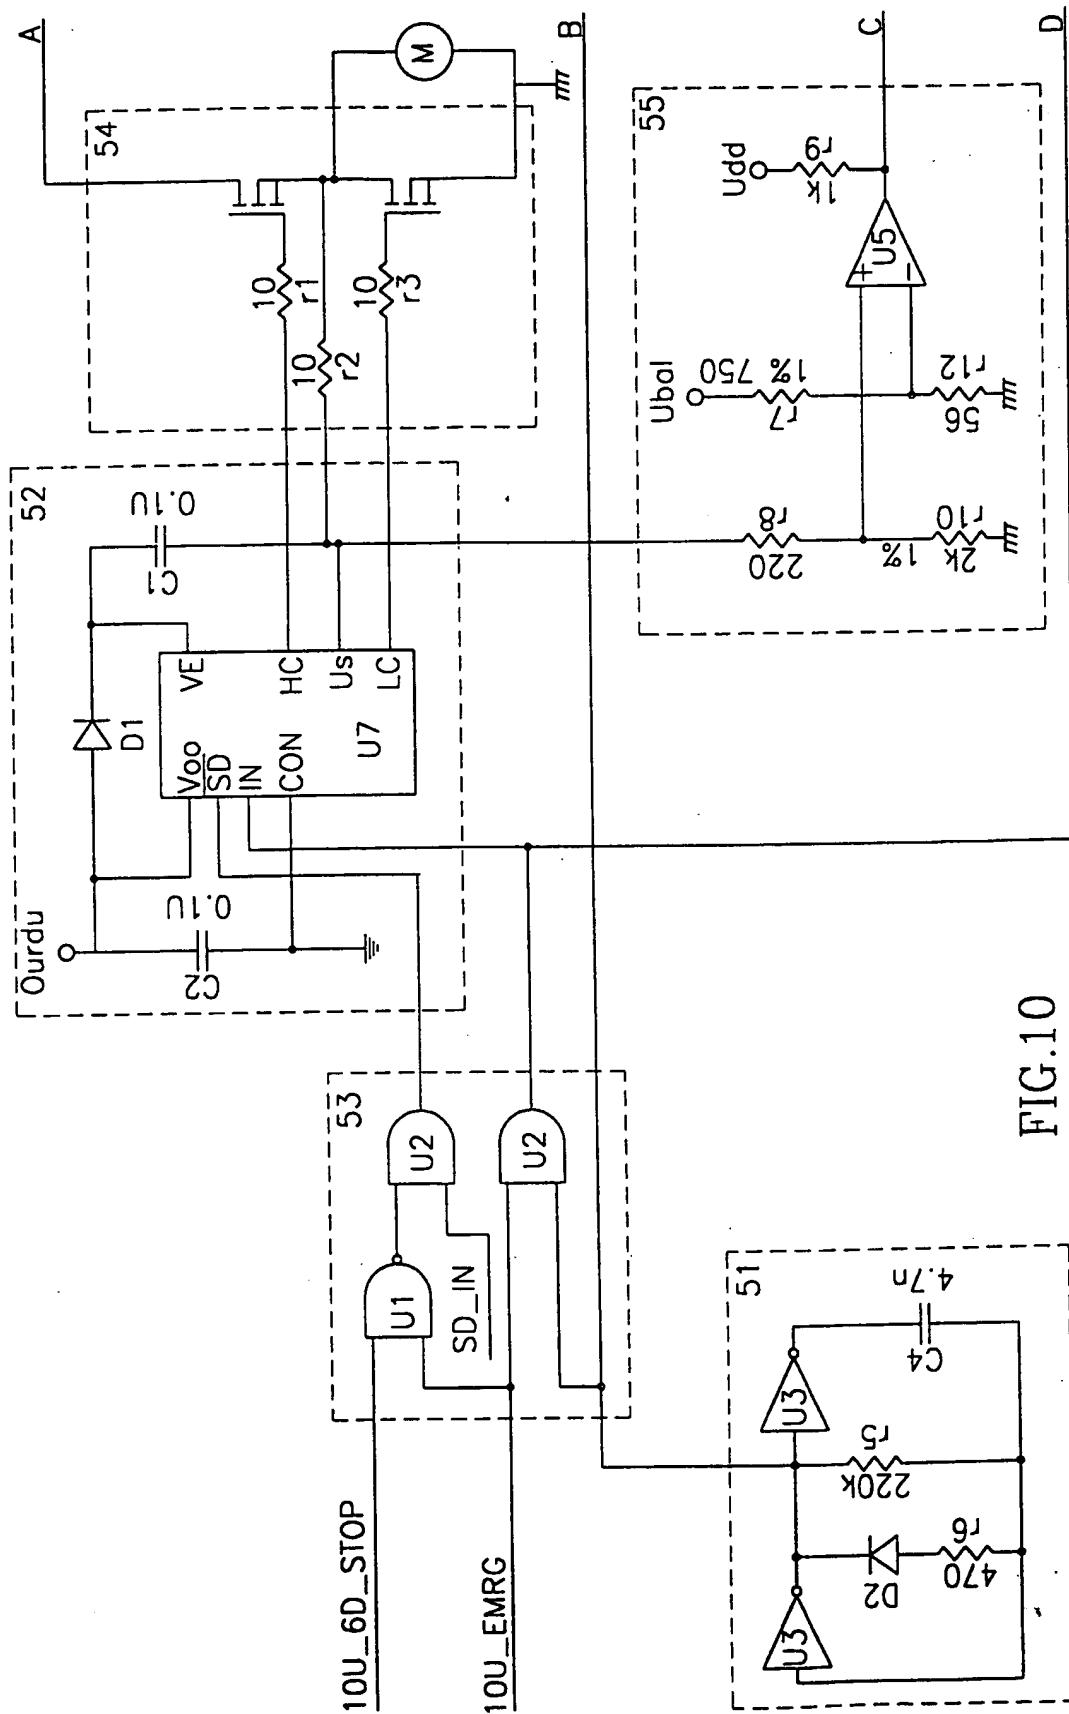 A
54
M
10
r1
10
r2
10
r3
B
52
0.1U
C1
D1
VE
HC
Us
LC
Voo
SD
IN
CON
U7
0.1U
C2
Ourdu
55
Udd
r9
1k
C
U5
+
-
Ubal
1% 750
r7
r12
56
r8
220
1%
r10
2k
D
53
U2
U2
U1
SD_IN
10U_6D_STOP
10U_EMRG
51
4.7n
C4
U3
r5
220k
r6
470
D2
U3
FIG.10